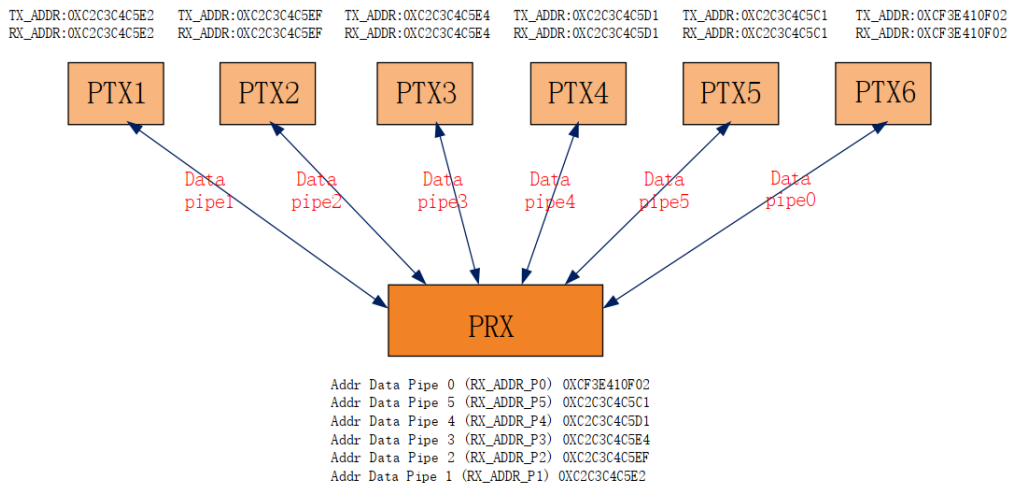 TX_ADDR:0XC2C3C4C5E2 TX_ADDR:0XC2C3C4C5EF TX_ADDR:0XC2C3C4C5E4 TX_ADDR:0XC2C3C4C5D1 TX_ADDR:0XC2C3C4C5C1 TX_ADDR:0XCF3E410F02
RX_ADDR:0XC2C3C4C5E2 RX_ADDR:0XC2C3C4C5EF RX_ADDR:0XC2C3C4C5E4 RX_ADDR:0XC2C3C4C5D1 RX_ADDR:0XC2C3C4C5C1 RX_ADDR:0XCF3E410F02
PTX1 PTX2 PTX3 PTX4 PTX5 PTX6
Data Data Data Data Data Data
pipe1 pipe2 pipe3 pipe4 pipe5 pipe0
PRX
Addr Data Pipe 0 (RX_ADDR_P0) 0XCF3E410F02
Addr Data Pipe 5 (RX_ADDR_P5) 0XC2C3C4C5C1
Addr Data Pipe 4 (RX_ADDR_P4) 0XC2C3C4C5D1
Addr Data Pipe 3 (RX_ADDR_P3) 0XC2C3C4C5E4
Addr Data Pipe 2 (RX_ADDR_P2) 0XC2C3C4C5EF
Addr Data Pipe 1 (RX_ADDR_P1) 0XC2C3C4C5E2